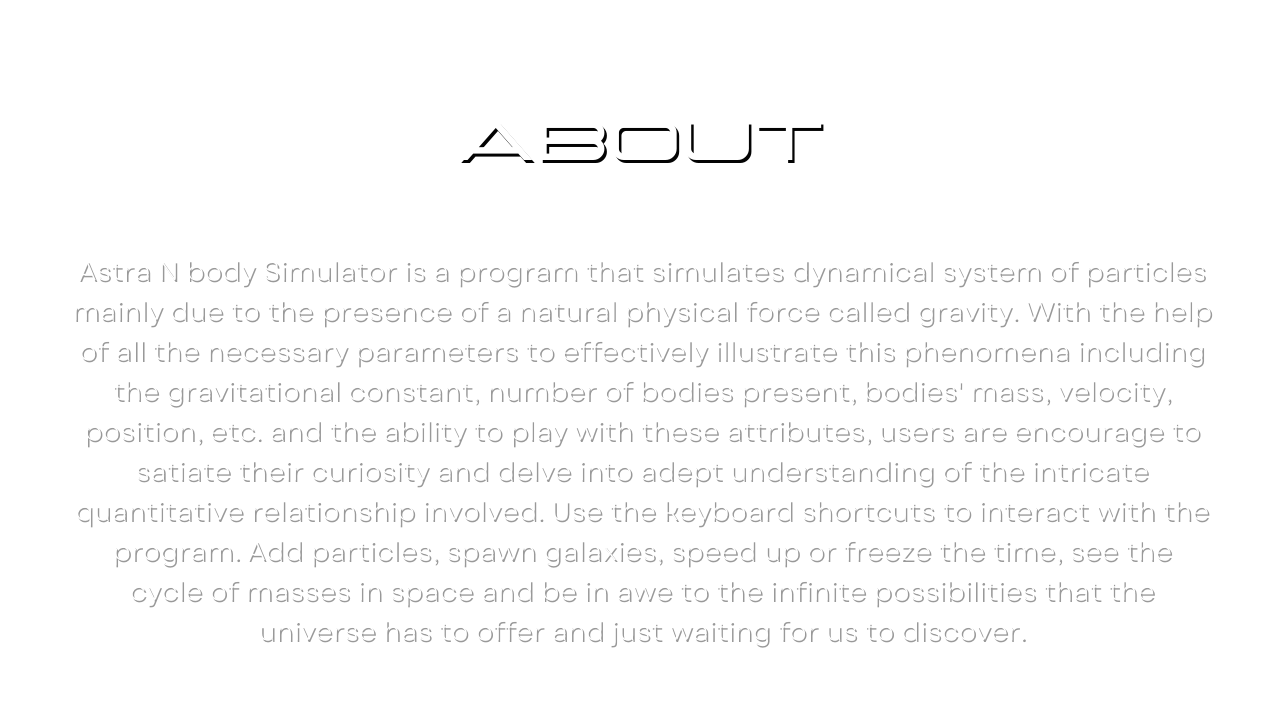 ABOUT
Astra N body Simulator is a program that simulates dynamical system of particles
mainly due to the presence of a natural physical force called gravity. With the help
of all the necessary parameters to effectively illustrate this phenomena including
the gravitational constant, number of bodies present, bodies' mass, velocity,
position, etc. and the ability to play with these attributes, users are encourage to
satiate their curiosity and delve into adept understanding of the intricate
quantitative relationship involved. Use the keyboard shortcuts to interact with the
program. Add particles, spawn galaxies, speed up or freeze the time, see the
cycle of masses in space and be in awe to the infinite possibilities that the
universe has to offer and just waiting for us to discover.